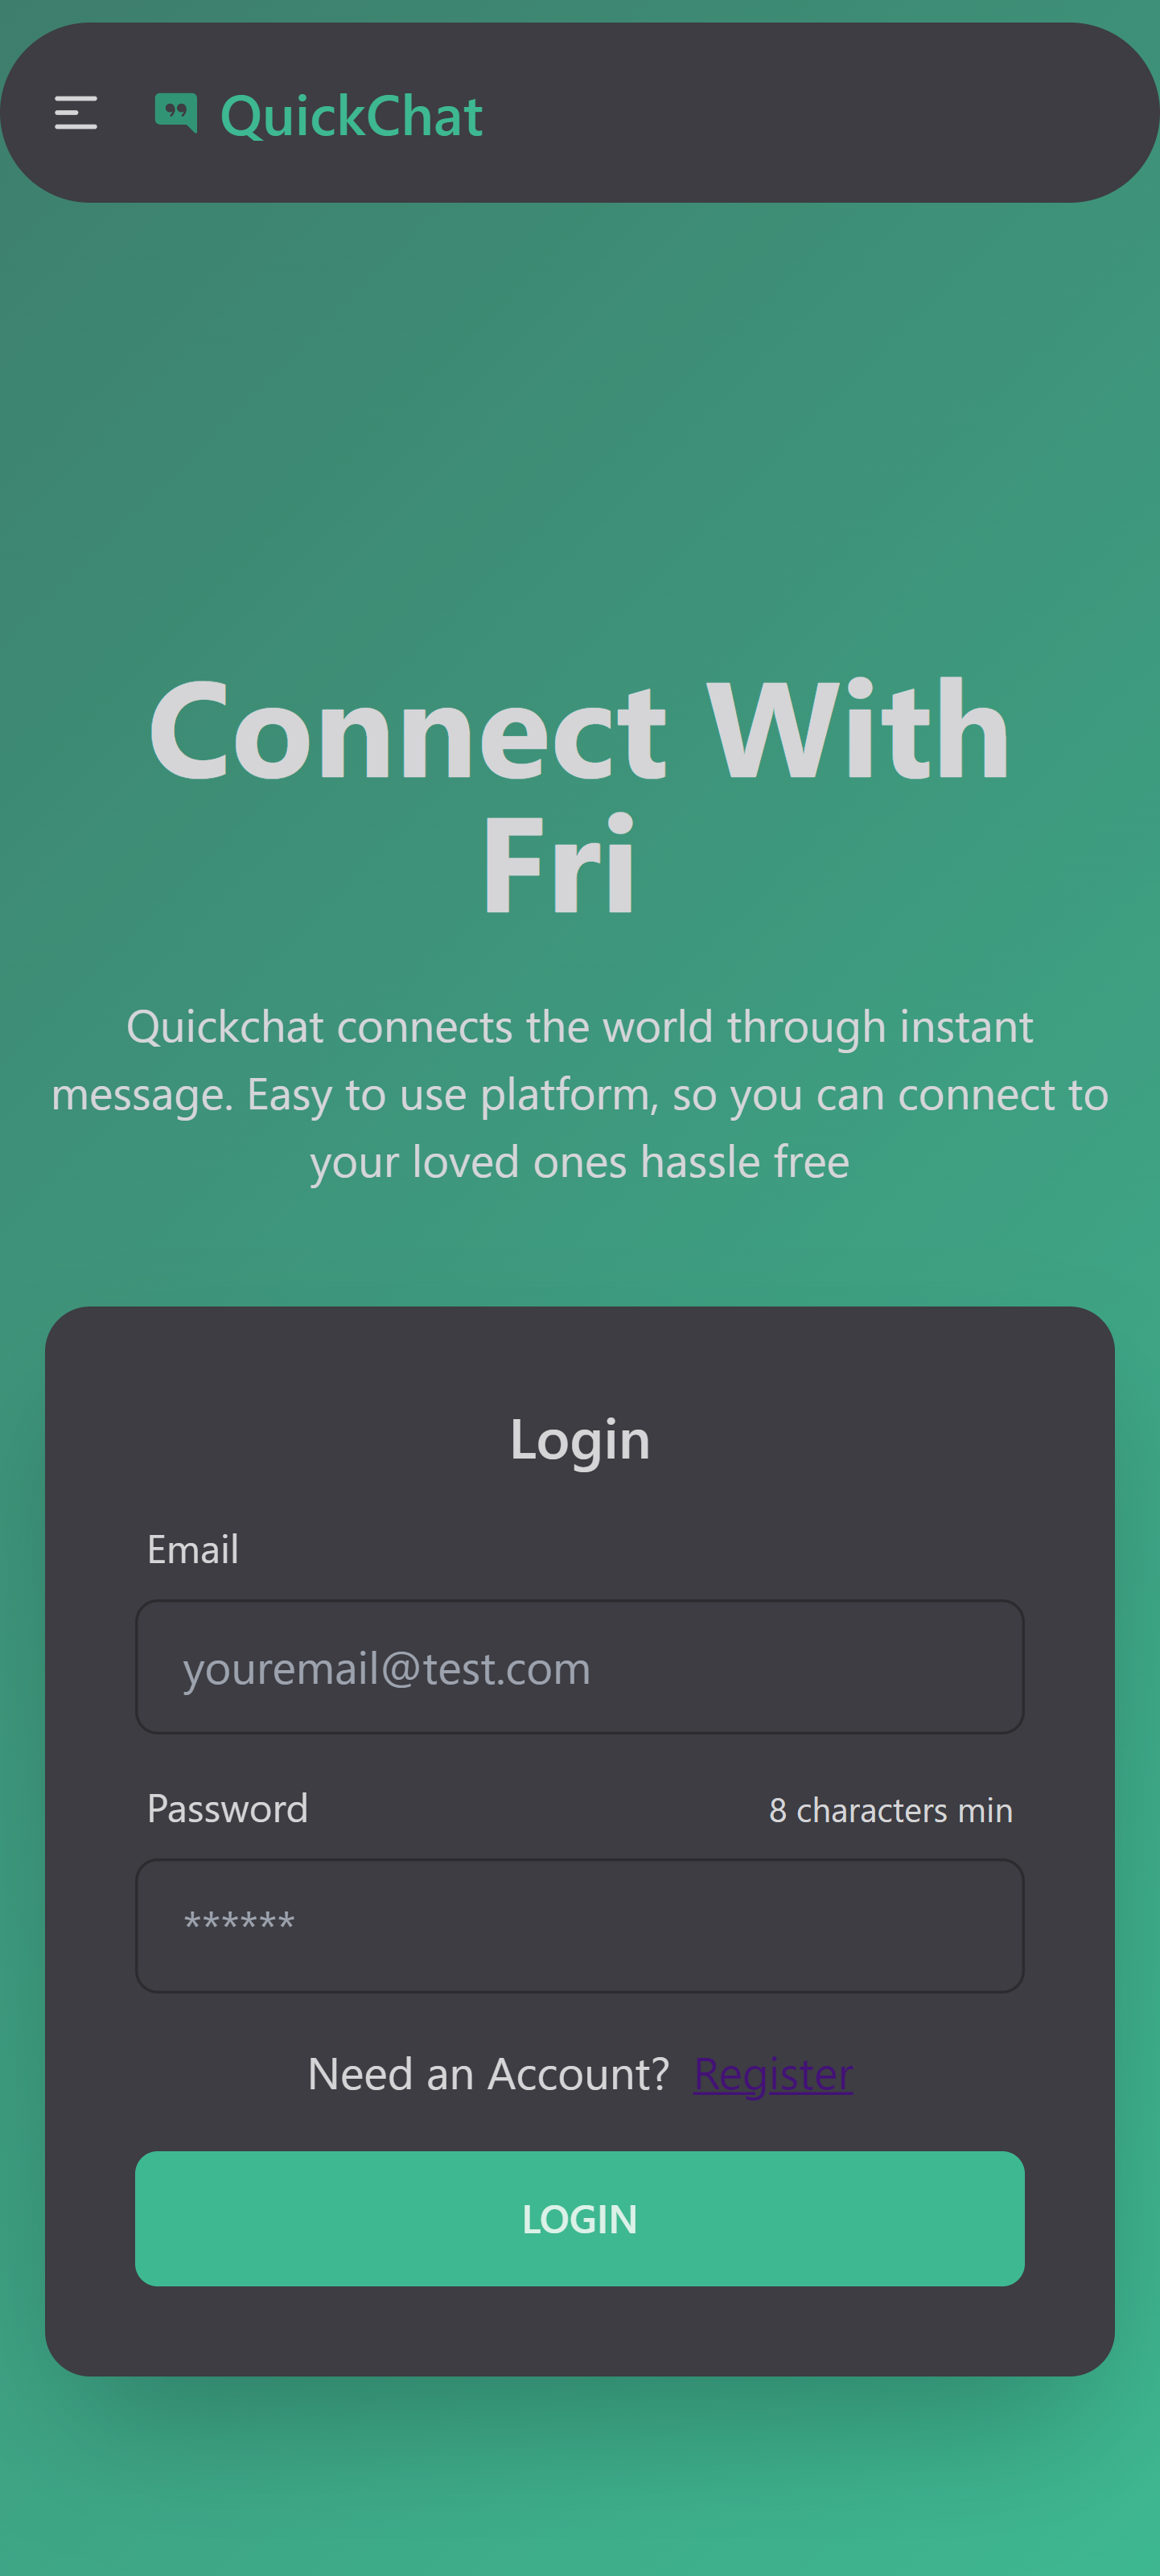 QuickChat
Connect With
Fri
Quickchat connects the world through instant
message. Easy to use platform, so you can connect to
your loved ones hassle free
Login
Email
youremail@test.com
Password 8 characters min
******
Need an Account? Register
LOGIN